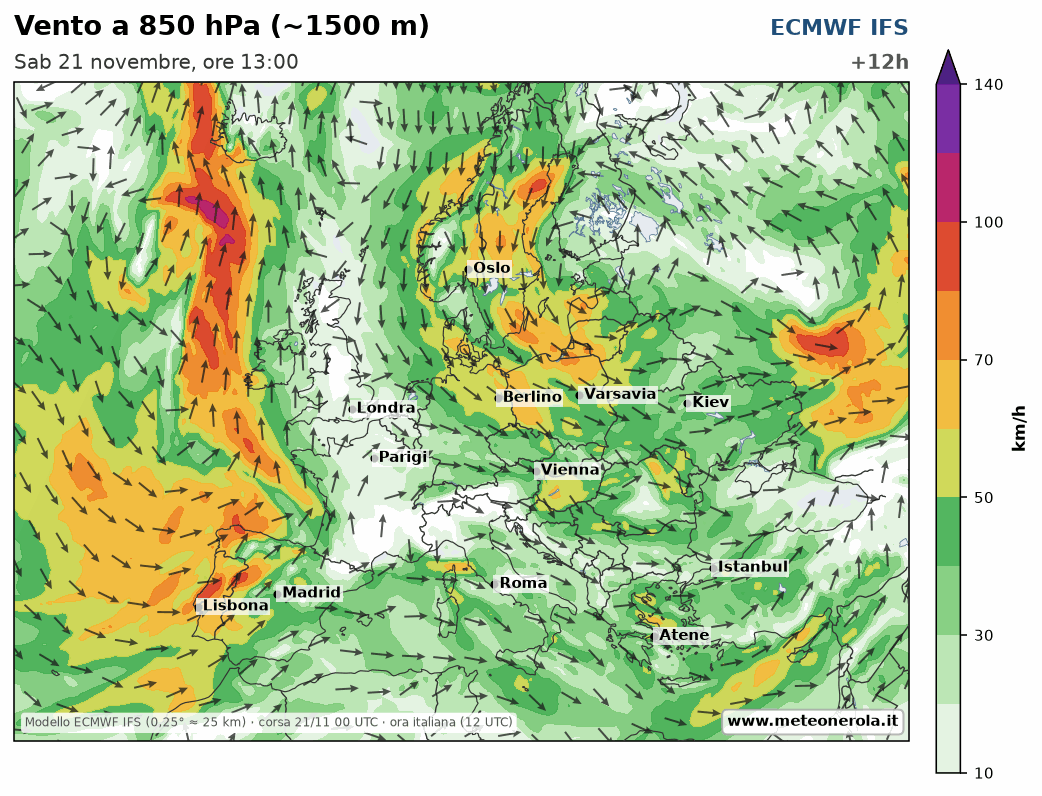 Vento a 850 hPa (~1500 m)
ECMWF IFS
Sab 21 novembre, ore 13:00
+12h
140
100
70
50
30
10
km/h
Oslo
Berlino
Varsavia
Kiev
Londra
Parigi
Vienna
Istanbul
Roma
Madrid
Lisbona
Atene
Modello ECMWF IFS (0,25° ≈ 25 km) · corsa 21/11 00 UTC · ora italiana (12 UTC)
www.meteonerola.it